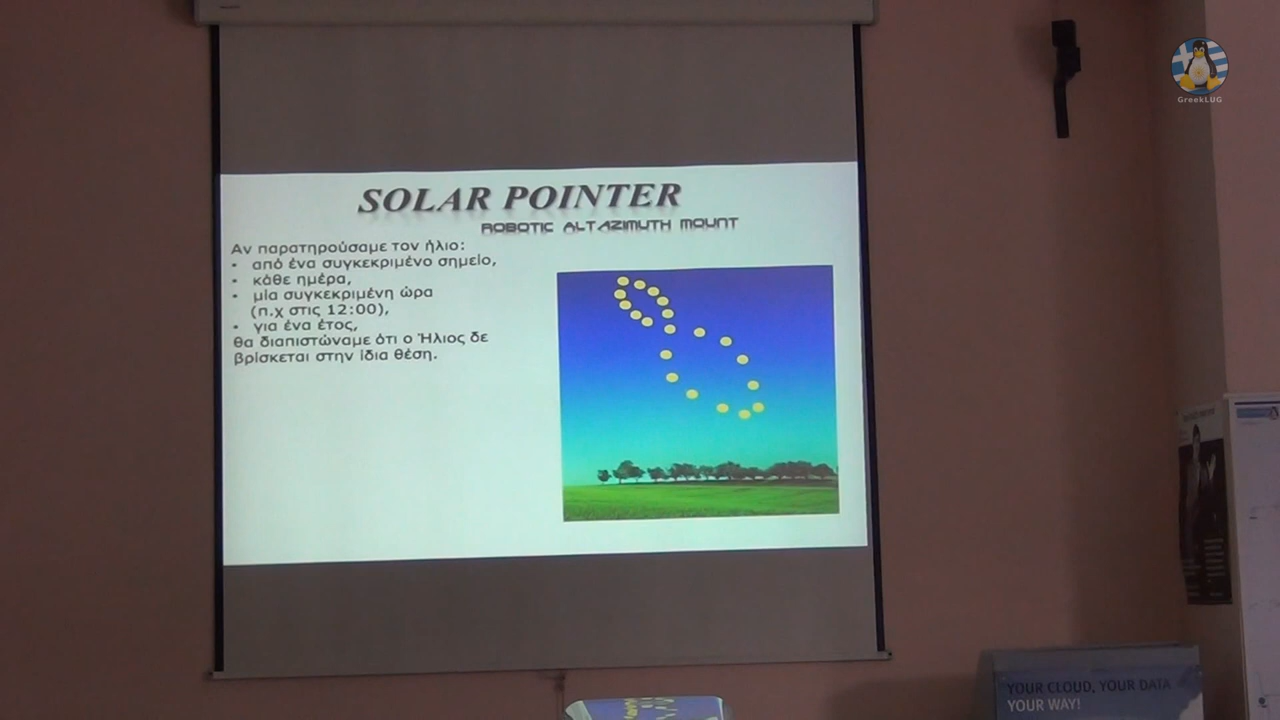 GreekLUG
SOLAR POINTER
ROBOTIC ALTAZIMUTH MOUNT
Αν παρατηρούσαμε τον ήλιο:
• από ένα συγκεκριμένο σημείο,
• κάθε ημέρα,
• μία συγκεκριμένη ώρα
(π.χ στις 12:00),
• για ένα έτος,
θα διαπιστώναμε ότι ο Ήλιος δε
βρίσκεται στην ίδια θέση.
YOUR CLOUD, YOUR DATA
YOUR WAY!